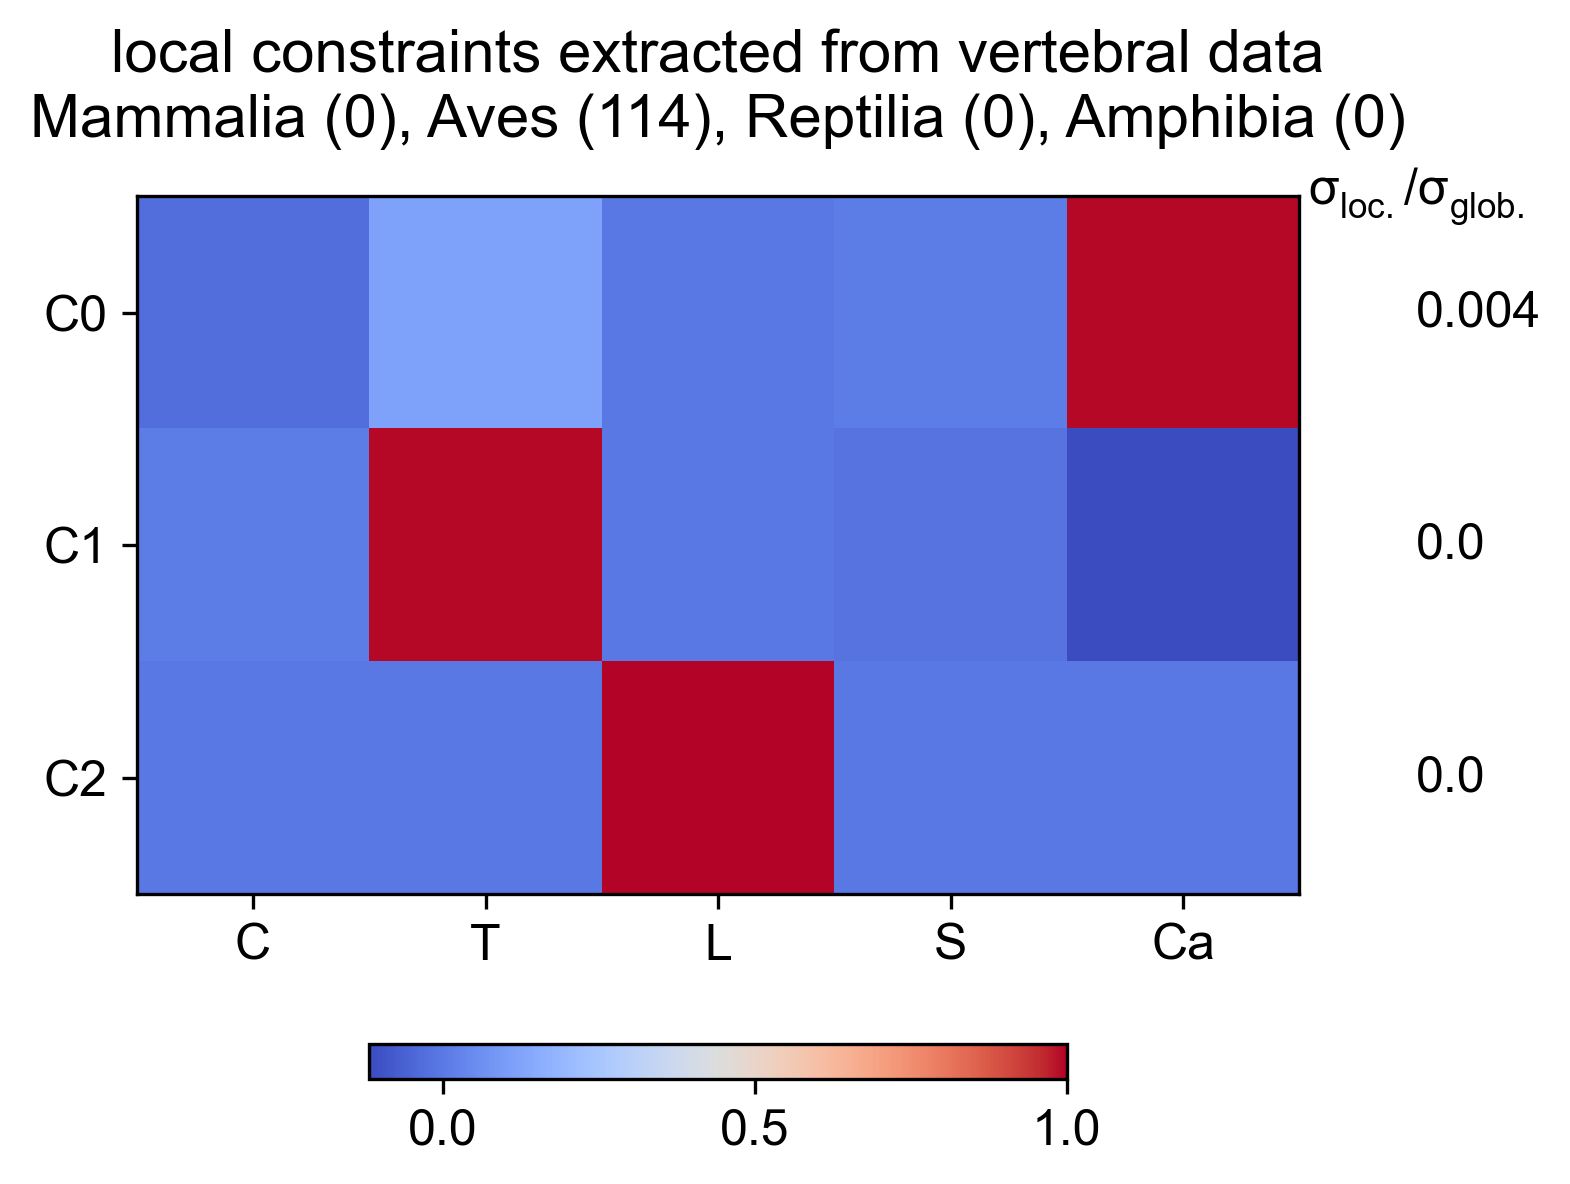 local constraints extracted from vertebral data
Mammalia (0), Aves (114), Reptilia (0), Amphibia (0)
σloc. /σglob.
C0
0.004
C1
0.0
C2
0.0
C T L S Ca
0.0 0.5 1.0